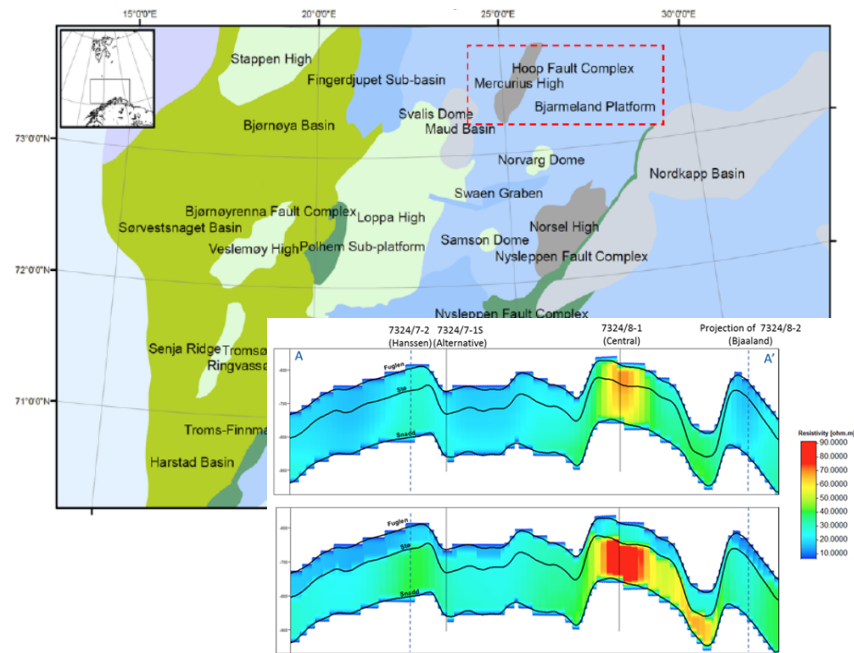 15°0'0"E
20°0'0"E
25°0'0"E
30°0'0"E
Stappen High
Fingerdjupet Sub-basin
Hoop Fault Complex
Mercurius High
Bjarmeland Platform
Svalis Dome
Maud Basin
Bjørnøya Basin
73°0'0"N
Norvarg Dome
Nordkapp Basin
Swaen Graben
Bjørnøyrenna Fault Complex
Loppa High
Sørvestsnaget Basin
Norsel High
Samson Dome
Veslemøy High
Polhem Sub-platform
Nysleppen Fault Complex
72°0'0"N
Nysleppen Fault Complex
Senja Ridge
Tromsø
Ringvassø
71°0'0"N
Troms-Finnma
Harstad Basin
7324/7-2
(Hanssen)
7324/7-1S
(Alternative)
7324/8-1
(Central)
Projection of 7324/8-2
(Bjaaland)
A
A'
Fuglen
Stø
Snadd
Resistivity [ohm.m]
90.0000
80.0000
70.0000
60.0000
50.0000
40.0000
30.0000
20.0000
10.0000
Fuglen
Stø
Snadd